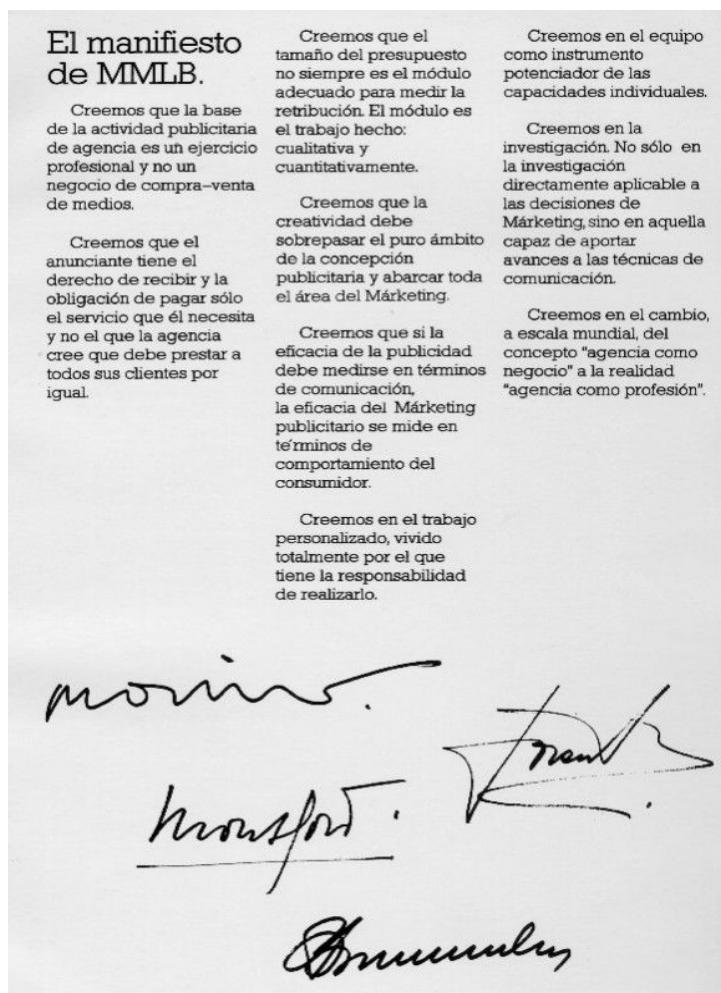 El manifiesto
de MMLB.
Creemos que la base
de la actividad publicitaria
de agencia es un ejercicio
profesional y no un
negocio de compra–venta
de medios.
Creemos que el
anunciante tiene el
derecho de recibir y la
obligación de pagar sólo
el servicio que él necesita
y no el que la agencia
cree que debe prestar a
todos sus clientes por
igual.
Creemos que el
tamaño del presupuesto
no siempre es el módulo
adecuado para medir la
retribución. El módulo es
el trabajo hecho:
cualitativa y
cuantitativamente.
Creemos que la
creatividad debe
sobrepasar el puro ámbito
de la concepción
publicitaria y abarcar toda
el área del Márketing.
Creemos que si la
eficacia de la publicidad
debe medirse en términos
de comunicación,
la eficacia del Márketing
publicitario se mide en
términos de
comportamiento del
consumidor.
Creemos en el trabajo
personalizado, vivido
totalmente por el que
tiene la responsabilidad
de realizarlo.
Creemos en el equipo
como instrumento
potenciador de las
capacidades individuales.
Creemos en la
investigación. No sólo en
la investigación
directamente aplicable a
las decisiones de
Márketing, sino en aquella
capaz de aportar
avances a las técnicas de
comunicación.
Creemos en el cambio,
a escala mundial, del
concepto "agencia como
negocio" a la realidad
"agencia como profesión".